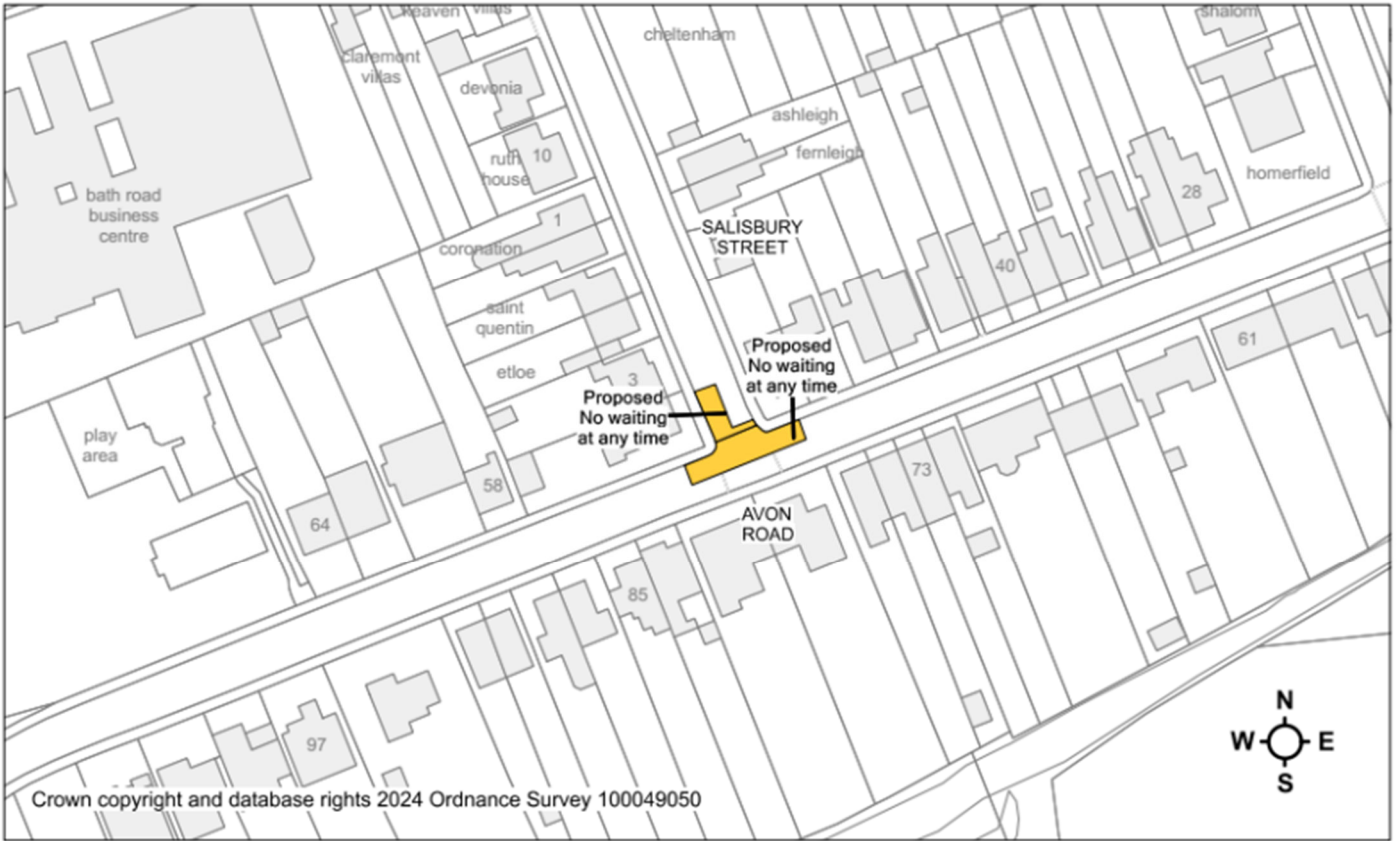 heaven villas
shalom
cheltenham
claremont
villas
devonia
ashleigh
fernleigh
ruth
house
10
homerfield
28
bath road
business
centre
1
coronation
SALISBURY
STREET
40
saint
quentin
etloe
3
61
Proposed
No waiting
at any time
Proposed
No waiting
at any time
play
area
58
64
73
AVON
ROAD
85
97
N
W E
S
Crown copyright and database rights 2024 Ordnance Survey 100049050